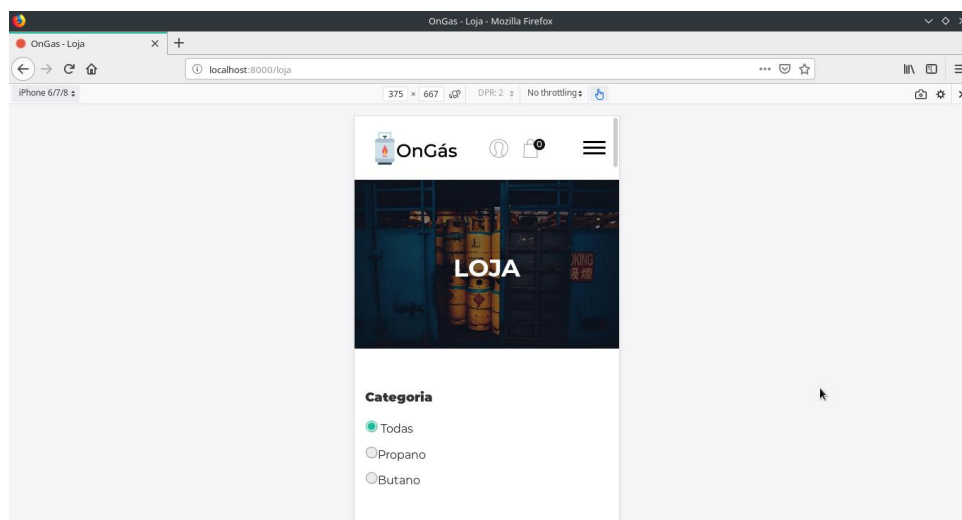 OnGas - Loja - Mozilla Firefox
OnGas - Loja
localhost:8000/loja
iPhone 6/7/8
375 × 667 DPR: 2 No throttling
OnGás 0
LOJA
Categoria
Todas
Propano
Butano